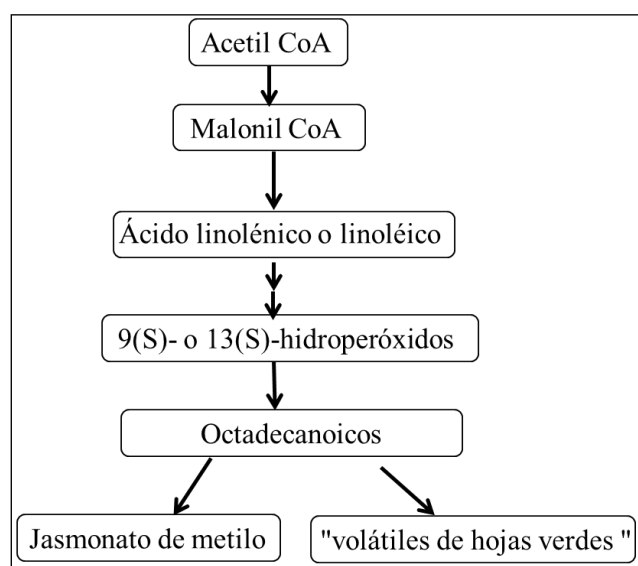 Acetil CoA
Malonil CoA
Ácido linolénico o linoléico
9(S)- o 13(S)-hidroperóxidos
Octadecanoicos
Jasmonato de metilo
"volátiles de hojas verdes "